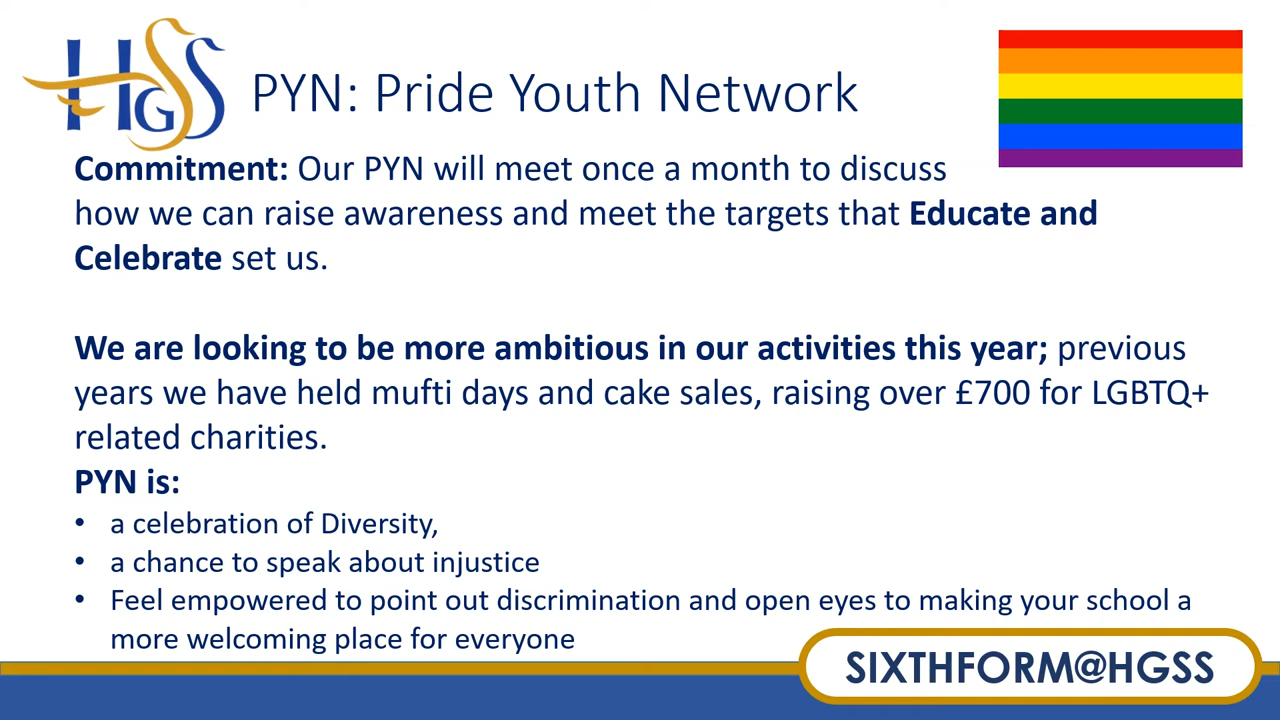 HGSS
PYN: Pride Youth Network
Commitment: Our PYN will meet once a month to discuss
how we can raise awareness and meet the targets that Educate and
Celebrate set us.
We are looking to be more ambitious in our activities this year; previous
years we have held mufti days and cake sales, raising over £700 for LGBTQ+
related charities.
PYN is:
• a celebration of Diversity,
• a chance to speak about injustice
• Feel empowered to point out discrimination and open eyes to making your school a
more welcoming place for everyone
SIXTHFORM@HGSS